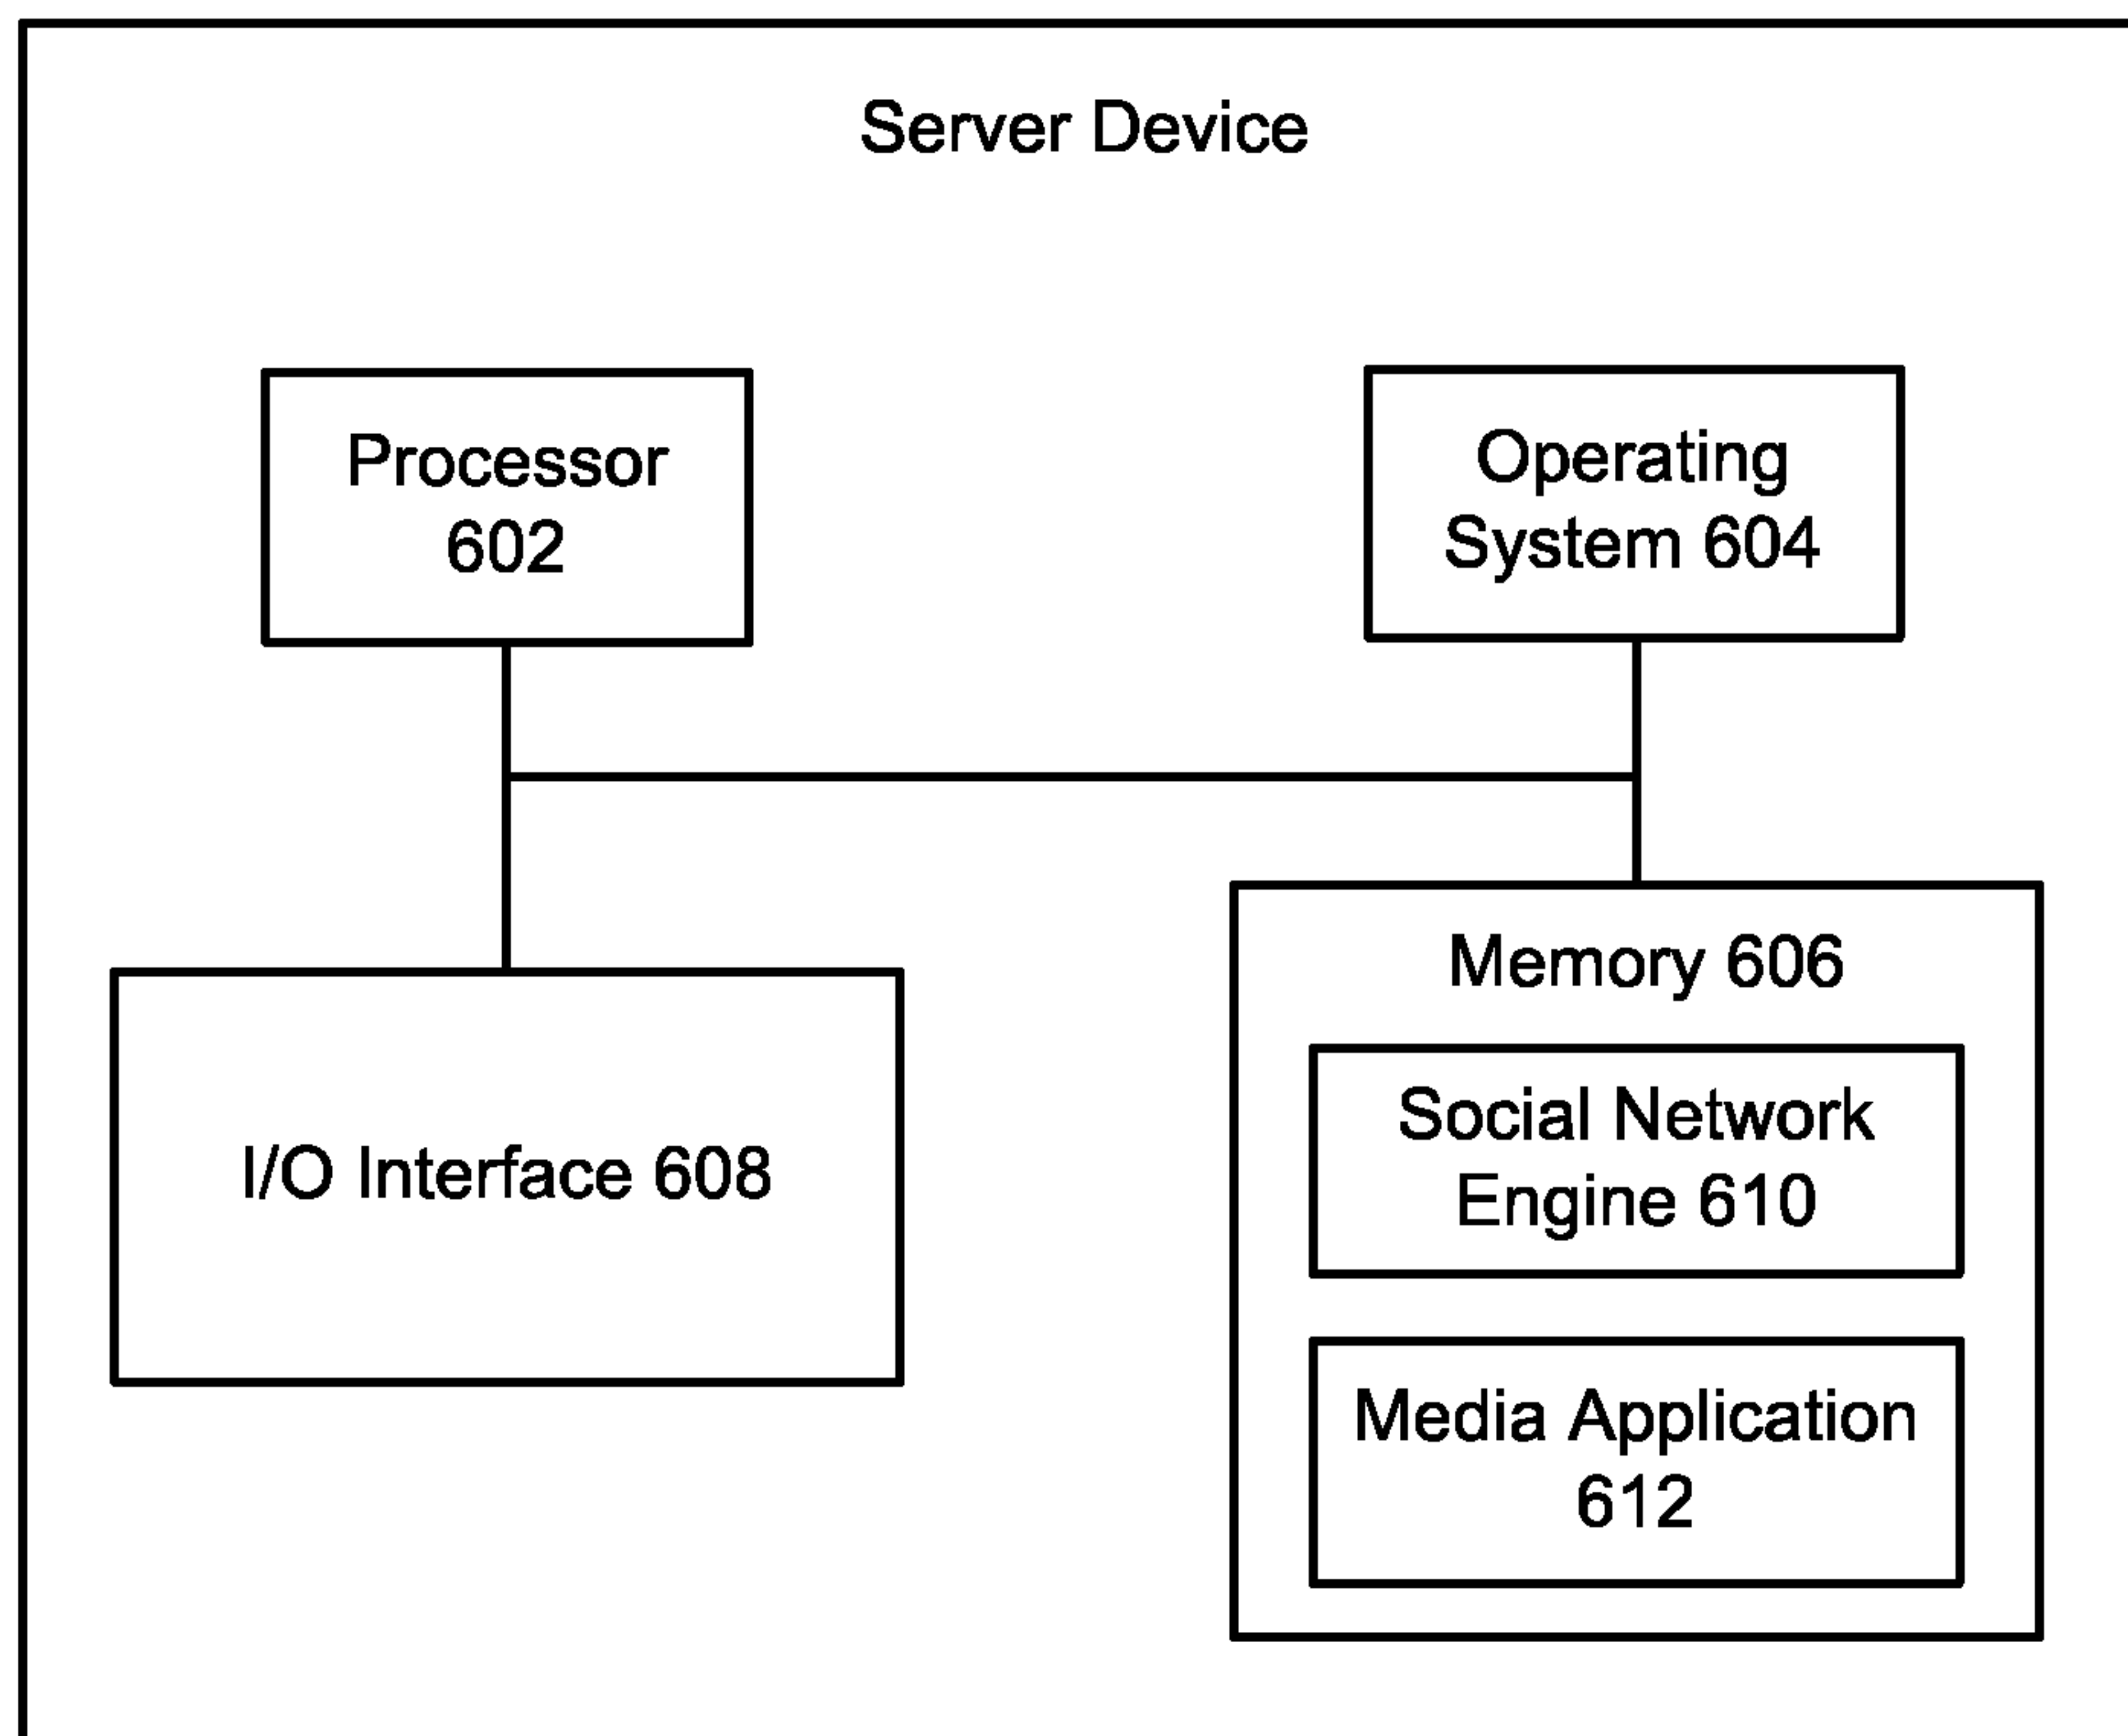 Server Device
Processor
602
Operating
System 604
I/O Interface 608
Memory 606
Social Network
Engine 610
Media Application
612